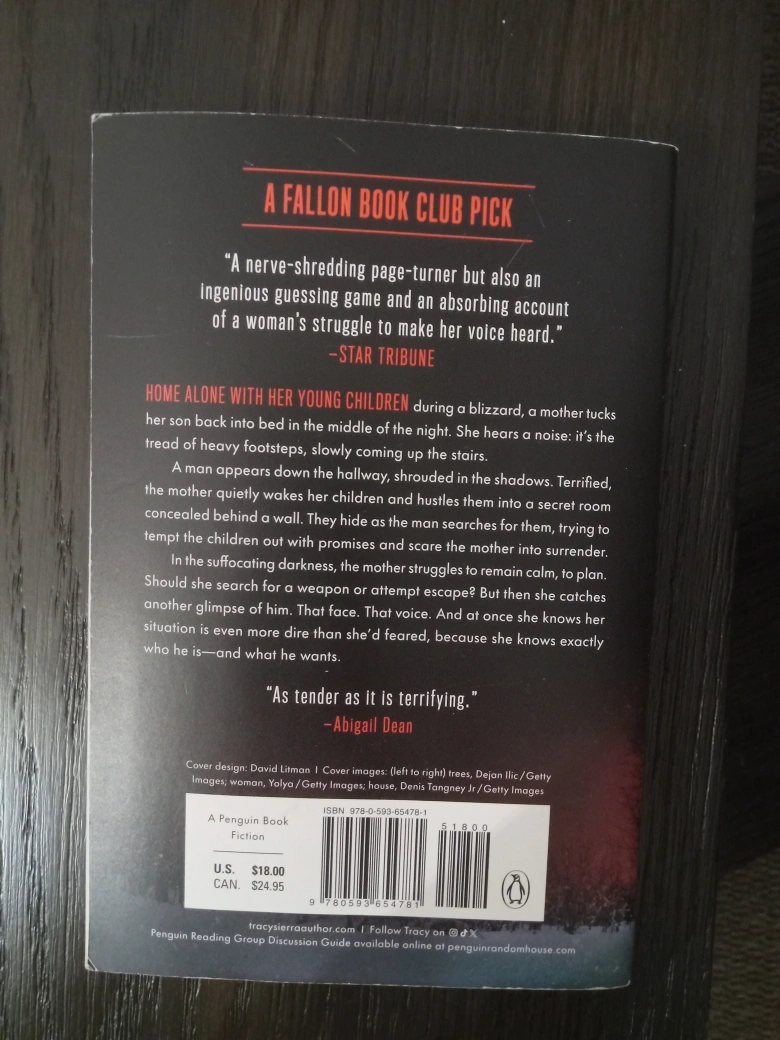 A FALLON BOOK CLUB PICK
“A nerve-shredding page-turner but also an
ingenious guessing game and an absorbing account
of a woman’s struggle to make her voice heard.”
–STAR TRIBUNE
HOME ALONE WITH HER YOUNG CHILDREN during a blizzard, a mother tucks
her son back into bed in the middle of the night. She hears a noise: it’s the
tread of heavy footsteps, slowly coming up the stairs.
A man appears down the hallway, shrouded in the shadows. Terrified,
the mother quietly wakes her children and hustles them into a secret room
concealed behind a wall. They hide as the man searches for them, trying to
tempt the children out with promises and scare the mother into surrender.
In the suffocating darkness, the mother struggles to remain calm, to plan.
Should she search for a weapon or attempt escape? But then she catches
another glimpse of him. That face. That voice. And at once she knows her
situation is even more dire than she’d feared, because she knows exactly
who he is—and what he wants.
“As tender as it is terrifying.”
–Abigail Dean
Cover design: David Litman | Cover images: (left to right) trees, Dejan Ilic/Getty
Images; woman, Yolya/Getty Images; house, Denis Tangney Jr/Getty Images
A Penguin Book
Fiction
U.S. $18.00
CAN. $24.95
ISBN 978-0-593-65478-1
51800
9 780593 654781
tracysierraauthor.com | Follow Tracy on
Penguin Reading Group Discussion Guide available online at penguinrandomhouse.com